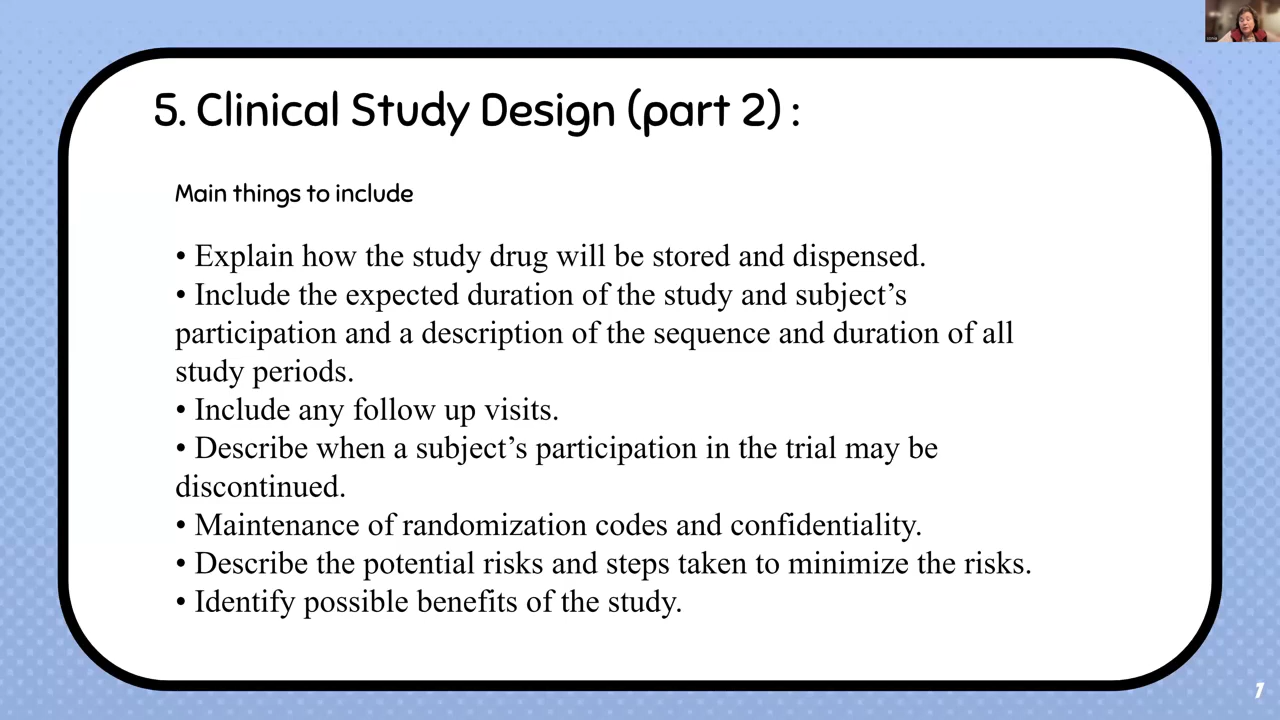 5. Clinical Study Design (part 2) :
Main things to include
• Explain how the study drug will be stored and dispensed.
• Include the expected duration of the study and subject’s
participation and a description of the sequence and duration of all
study periods.
• Include any follow up visits.
• Describe when a subject’s participation in the trial may be
discontinued.
• Maintenance of randomization codes and confidentiality.
• Describe the potential risks and steps taken to minimize the risks.
• Identify possible benefits of the study.
7